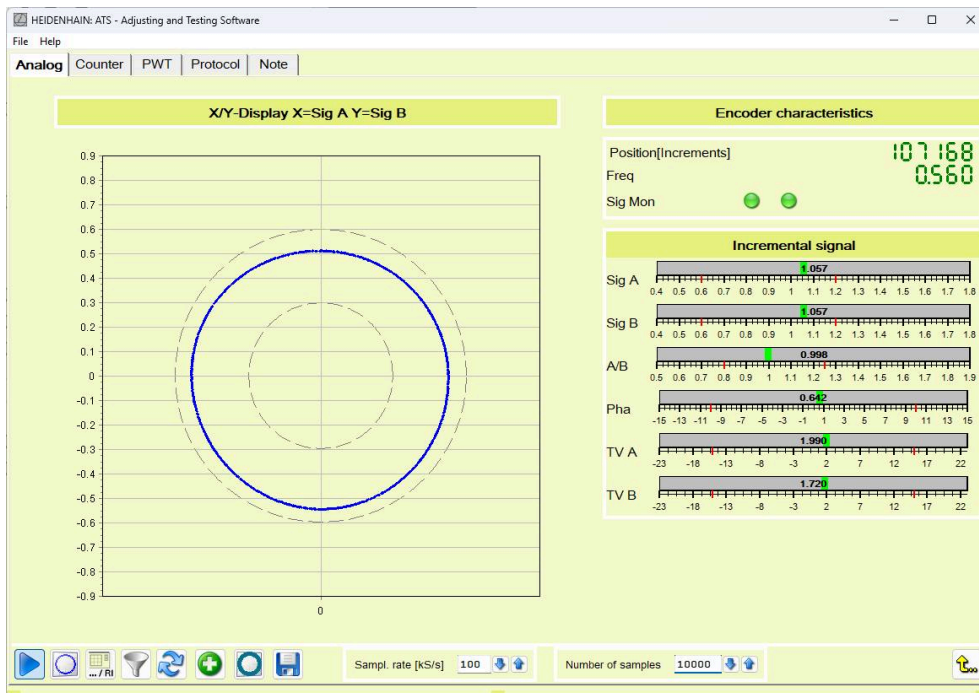 HEIDENHAIN: ATS - Adjusting and Testing Software
File Help
Analog Counter PWT Protocol Note
X/Y-Display X=Sig A Y=Sig B
0.9
0.8
0.7
0.6
0.5
0.4
0.3
0.2
0.1
0
-0.1
-0.2
-0.3
-0.4
-0.5
-0.6
-0.7
-0.8
-0.9
0
Encoder characteristics
Position[Increments] 107168
Freq 0.560
Sig Mon
Incremental signal
1.057
Sig A
0.4 0.5 0.6 0.7 0.8 0.9 1 1.1 1.2 1.3 1.4 1.5 1.6 1.7 1.8
1.057
Sig B
0.4 0.5 0.6 0.7 0.8 0.9 1 1.1 1.2 1.3 1.4 1.5 1.6 1.7 1.8
0.998
A/B
0.5 0.6 0.7 0.8 0.9 1 1.1 1.2 1.3 1.4 1.5 1.6 1.7 1.8 1.9
0.642
Pha
-15 -13 -11 -9 -7 -5 -3 -1 1 3 5 7 9 11 13 15
1.990
TV A
-23 -18 -13 -8 -3 2 7 12 17 22
1.720
TV B
-23 -18 -13 -8 -3 2 7 12 17 22
... / RI
Sampl. rate [kS/s] 100
Number of samples 10000